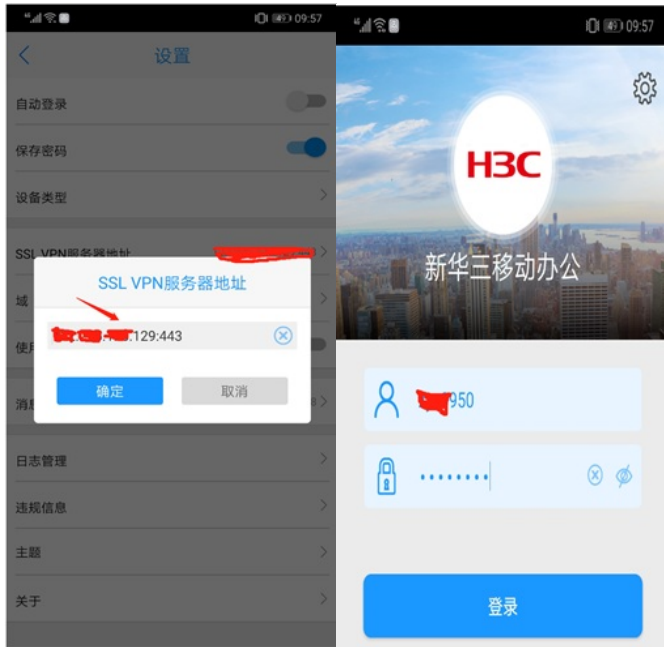 09:57
设置
自动登录
保存密码
设备类型
SSL VPN服务器地址
域
消息
日志管理
违规信息
主题
关于
SSL VPN服务器地址
.129:443
确定
取消
09:57
H3C
新华三移动办公
950
登录